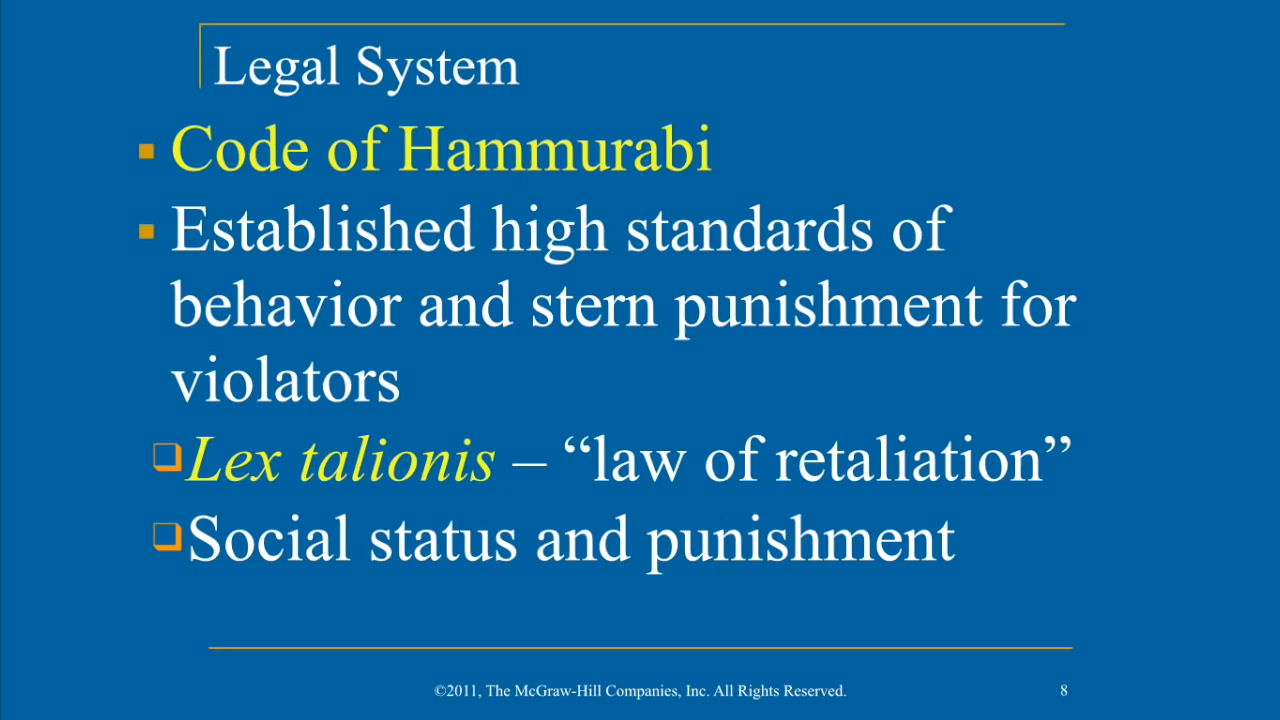 Legal System
Code of Hammurabi
Established high standards of
behavior and stern punishment for
violators
Lex talionis – “law of retaliation”
Social status and punishment
©2011, The McGraw-Hill Companies, Inc. All Rights Reserved.
8